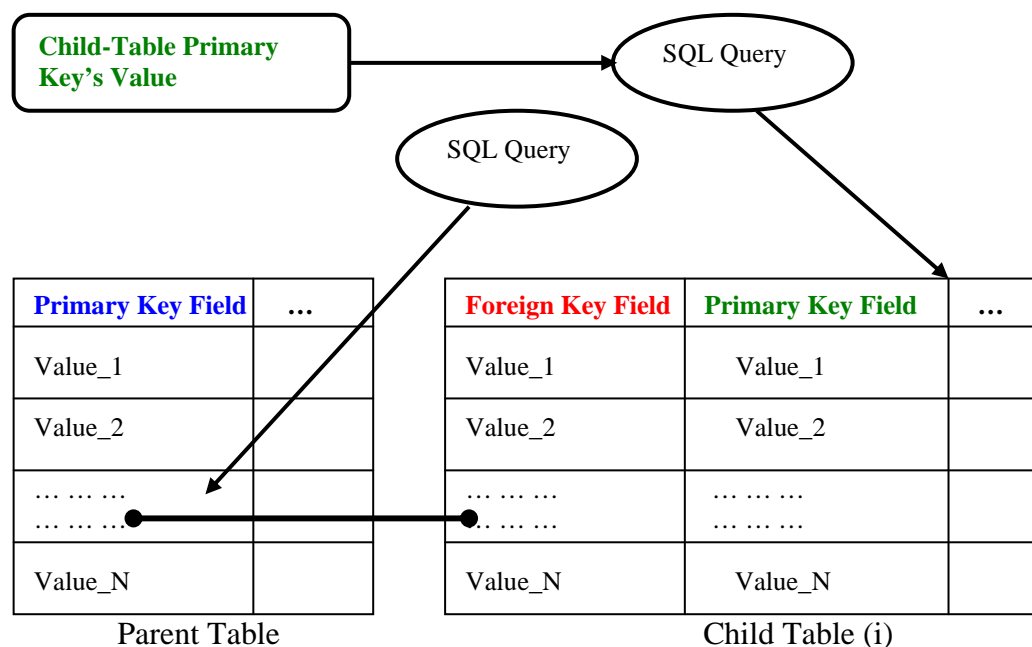 Child-Table Primary
Key's Value
SQL Query
SQL Query
Primary Key Field ...
Foreign Key Field Primary Key Field ...
Value_1
Value_1 Value_1
Value_2
Value_2 Value_2
... ... ...
... ... ... ... ... ...
... ... ...
... ... ... ... ... ...
Value_N
Value_N Value_N
Parent Table
Child Table (i)